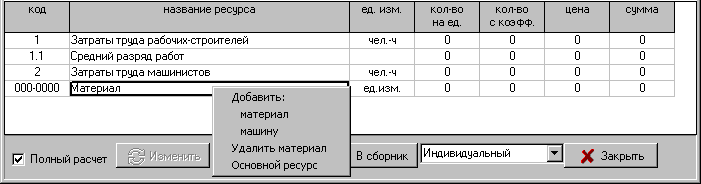 код название ресурса ед. изм. кол-во на ед. кол-во с коэфф. цена сумма
1 Затраты труда рабочих-строителей чел.-ч 0 0 0 0
1.1 Средний разряд работ 0 0 0 0
2 Затраты труда машинистов чел.-ч 0 0 0 0
000-0000 Материал ед.изм. 0 0 0 0
Добавить:
материал
машину
Удалить материал
Основной ресурс
Полный расчет Изменить В сборник Индивидуальный Закрыть